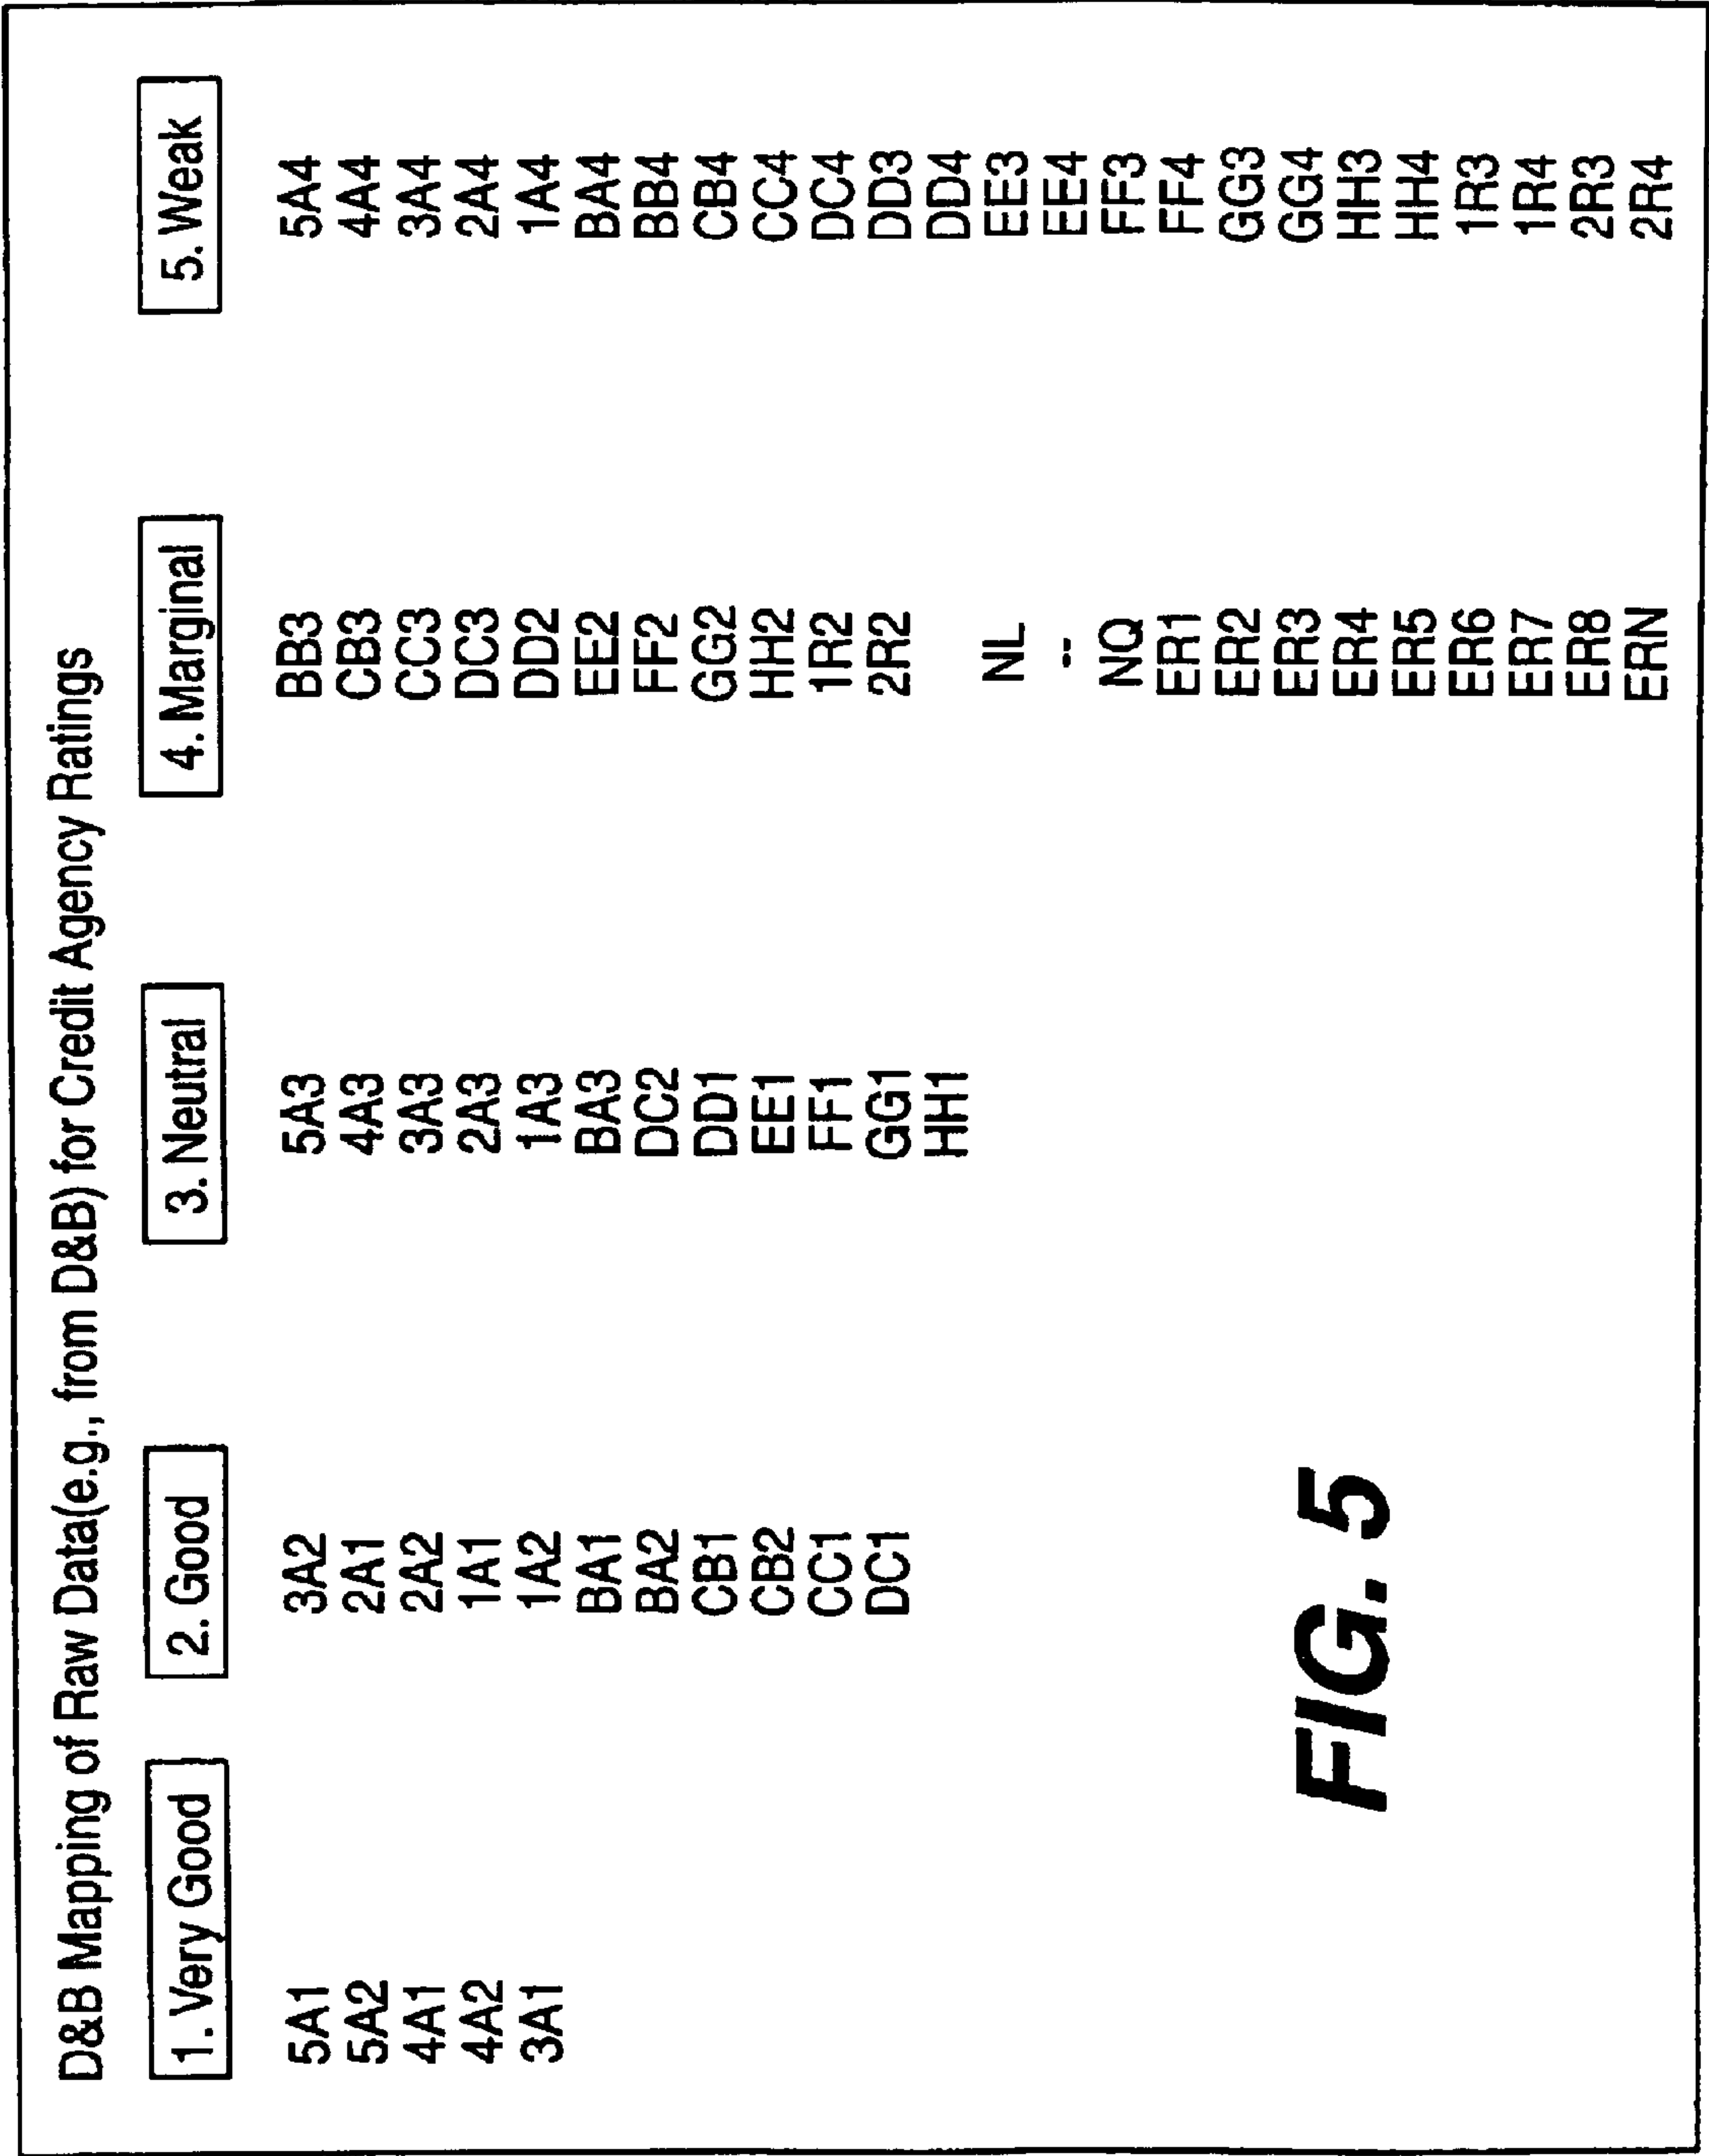 D&B Mapping of Raw Data(e.g., from D&B) for Credit Agency Ratings
1. Very Good
5A1
5A2
4A1
4A2
3A1
2. Good
3A2
2A1
2A2
1A1
1A2
BA1
BA2
CB1
CB2
CC1
DC1
3. Neutral
5A3
4A3
3A3
2A3
1A3
BA3
DC2
DD1
EE1
FF1
GG1
HH1
4. Marginal
BB3
CB3
CC3
DC3
DD2
EE2
FF2
GG2
HH2
1R2
2R2
NL
--
NQ
ER1
ER2
ER3
ER4
ER5
ER6
ER7
ER8
ERN
5. Weak
5A4
4A4
3A4
2A4
1A4
BA4
BB4
CB4
CC4
DC4
DD3
DD4
EE3
EE4
FF3
FF4
GG3
GG4
HH3
HH4
1R3
1R4
2R3
2R4
FIG. 5